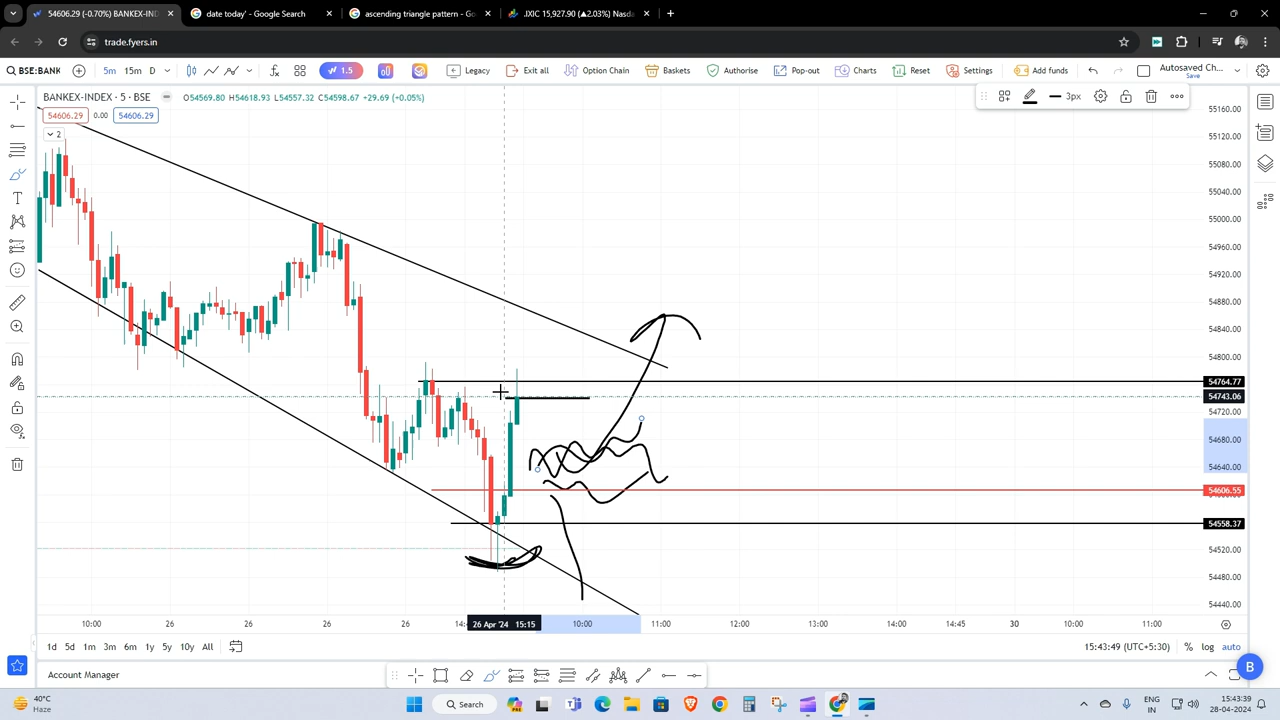 54606.29 (-0.70%) BANKEX-IND
date today' - Google Search
ascending triangle pattern - Go
JXIC 15,927.90 (▲2.03%) Nasda
trade.fyers.in
BSE:BANK
5m 15m D
1.5
Legacy
Exit all
Option Chain
Baskets
Authorise
Pop-out
Charts
Reset
Settings
Add funds
Autosaved Ch...
Save
BANKEX-INDEX · 5 · BSE
O54569.80 H54618.93 L54557.32 C54598.67 +29.69 (+0.05%)
3px
54606.29 0.00 54606.29
2
55160.00
55120.00
55080.00
55040.00
55000.00
54960.00
54920.00
54880.00
54840.00
54800.00
54764.77
54743.06
54720.00
54680.00
54640.00
54606.55
54558.37
54520.00
54480.00
54440.00
10:00 26 26 26 14: 26 Apr '24 15:15 10:00 11:00 12:00 13:00 14:00 14:45 30 10:00 11:00
1d 5d 1m 3m 6m 1y 5y 10y All
15:43:49 (UTC+5:30) % log auto
Account Manager
B
40°C
Haze
Search
ENG
IN
15:43:39
28-04-2024